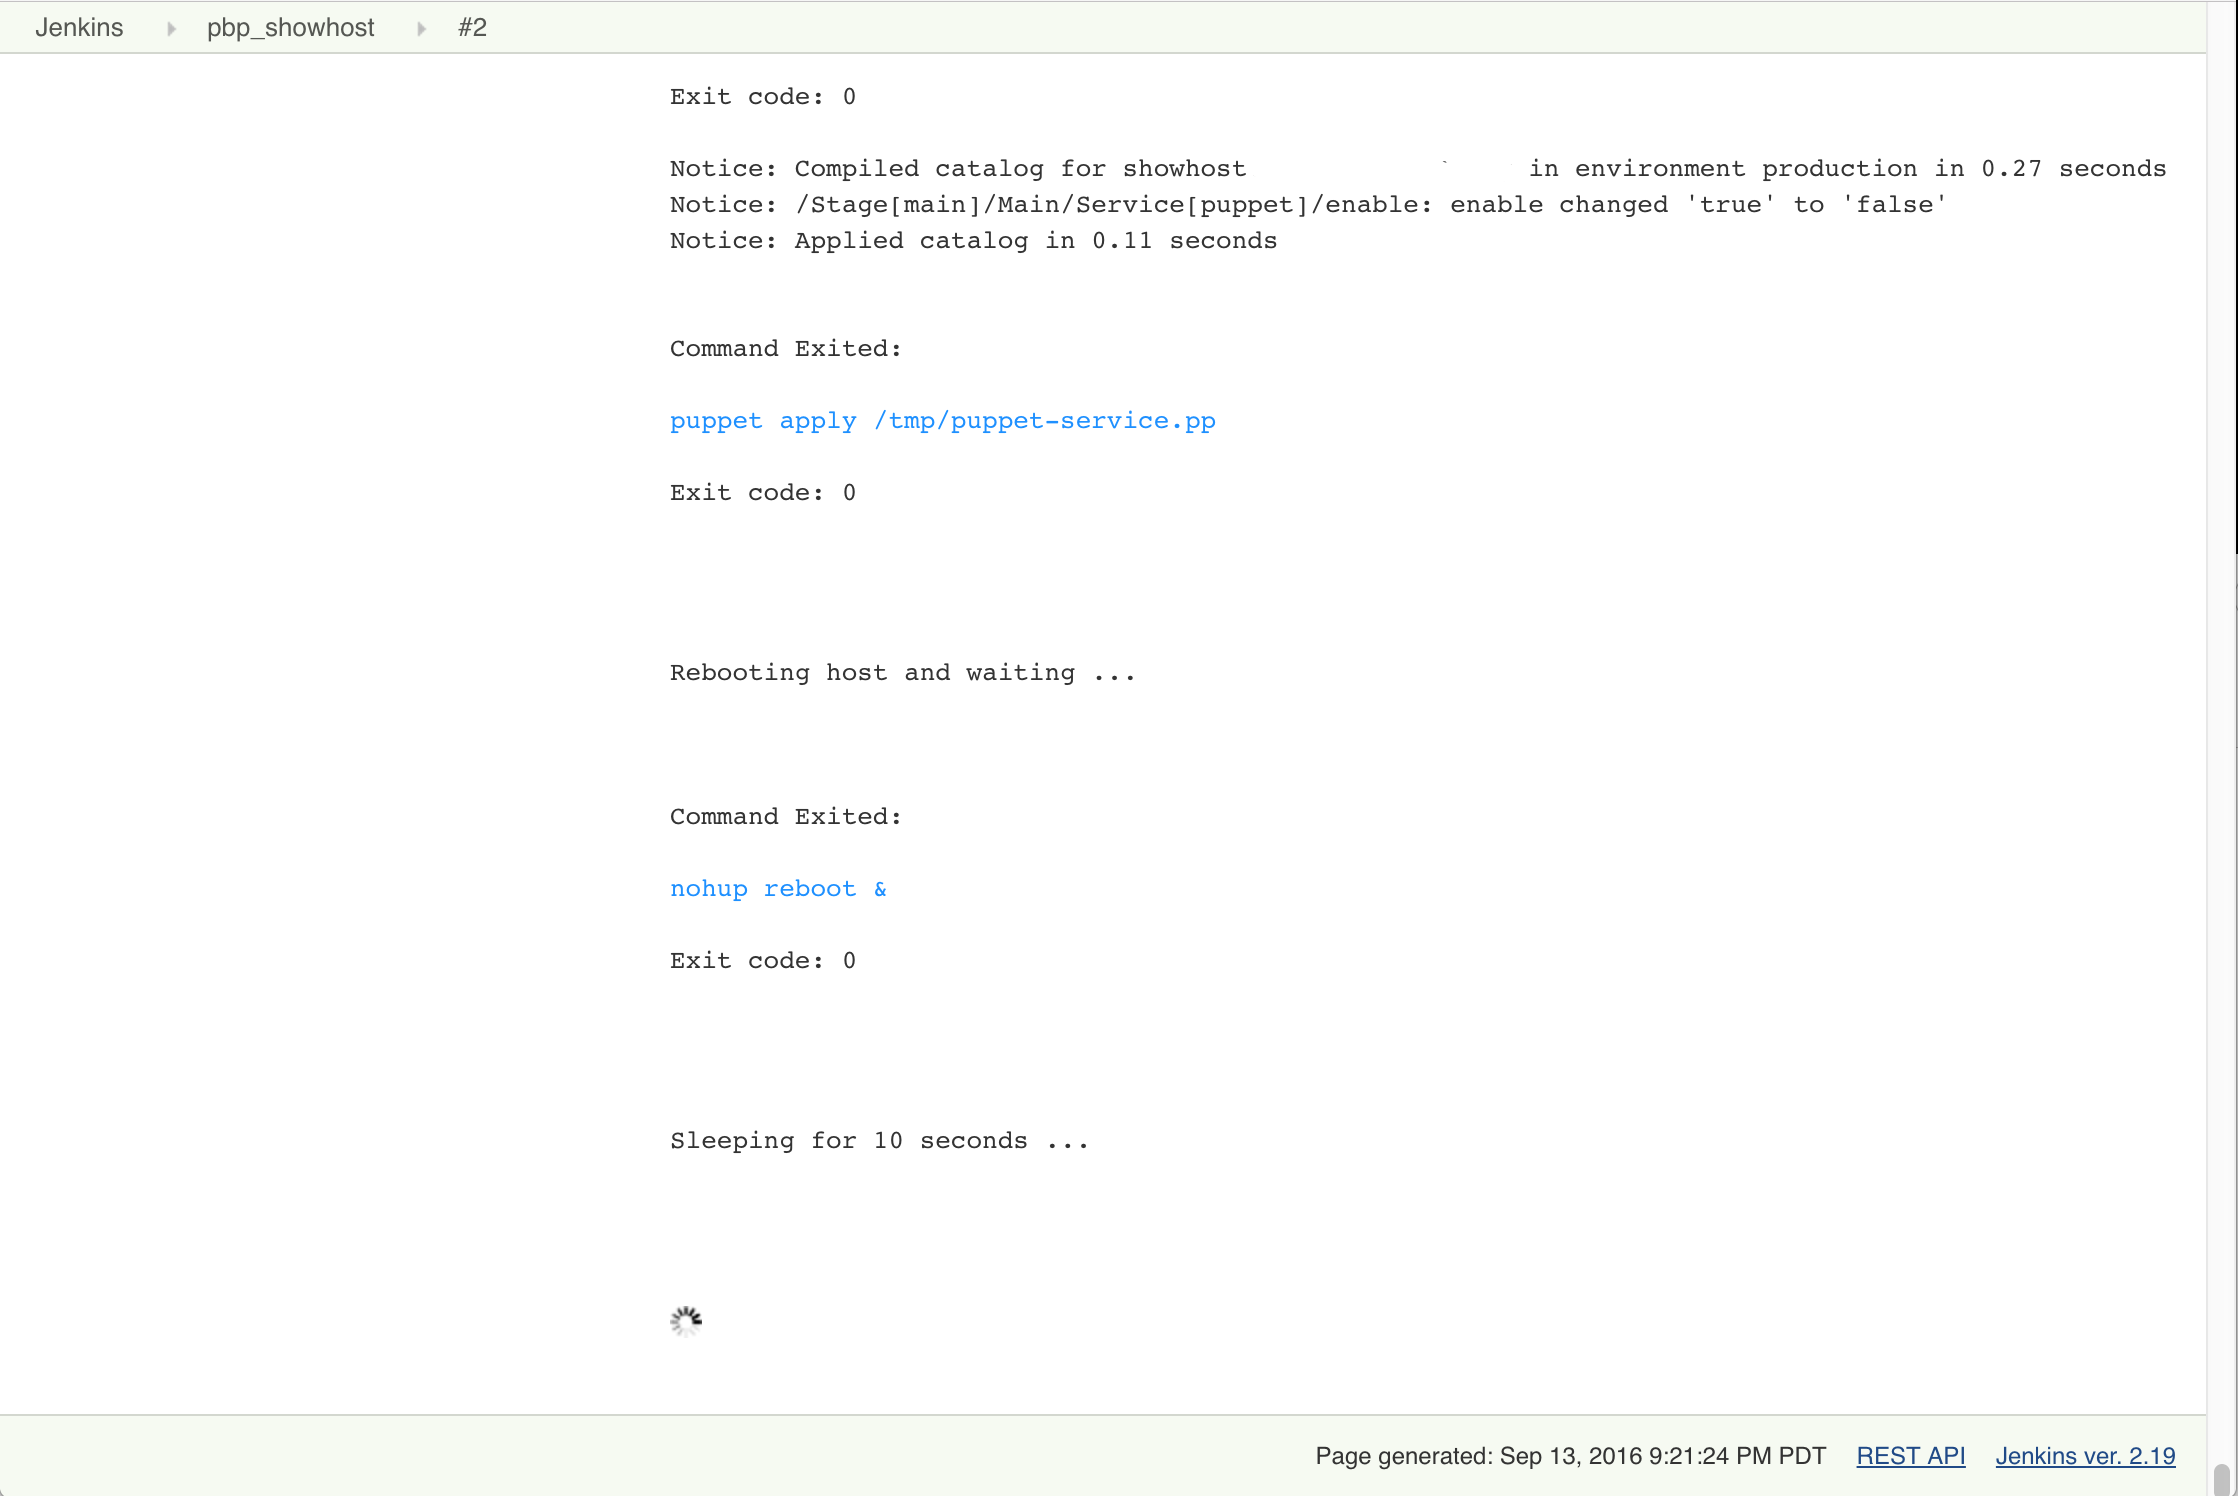 Jenkins pbp_showhost #2
Exit code: 0
Notice: Compiled catalog for showhost in environment production in 0.27 seconds
Notice: /Stage[main]/Main/Service[puppet]/enable: enable changed 'true' to 'false'
Notice: Applied catalog in 0.11 seconds
Command Exited:
puppet apply /tmp/puppet-service.pp
Exit code: 0
Rebooting host and waiting ...
Command Exited:
nohup reboot &
Exit code: 0
Sleeping for 10 seconds ...
Page generated: Sep 13, 2016 9:21:24 PM PDT REST API Jenkins ver. 2.19